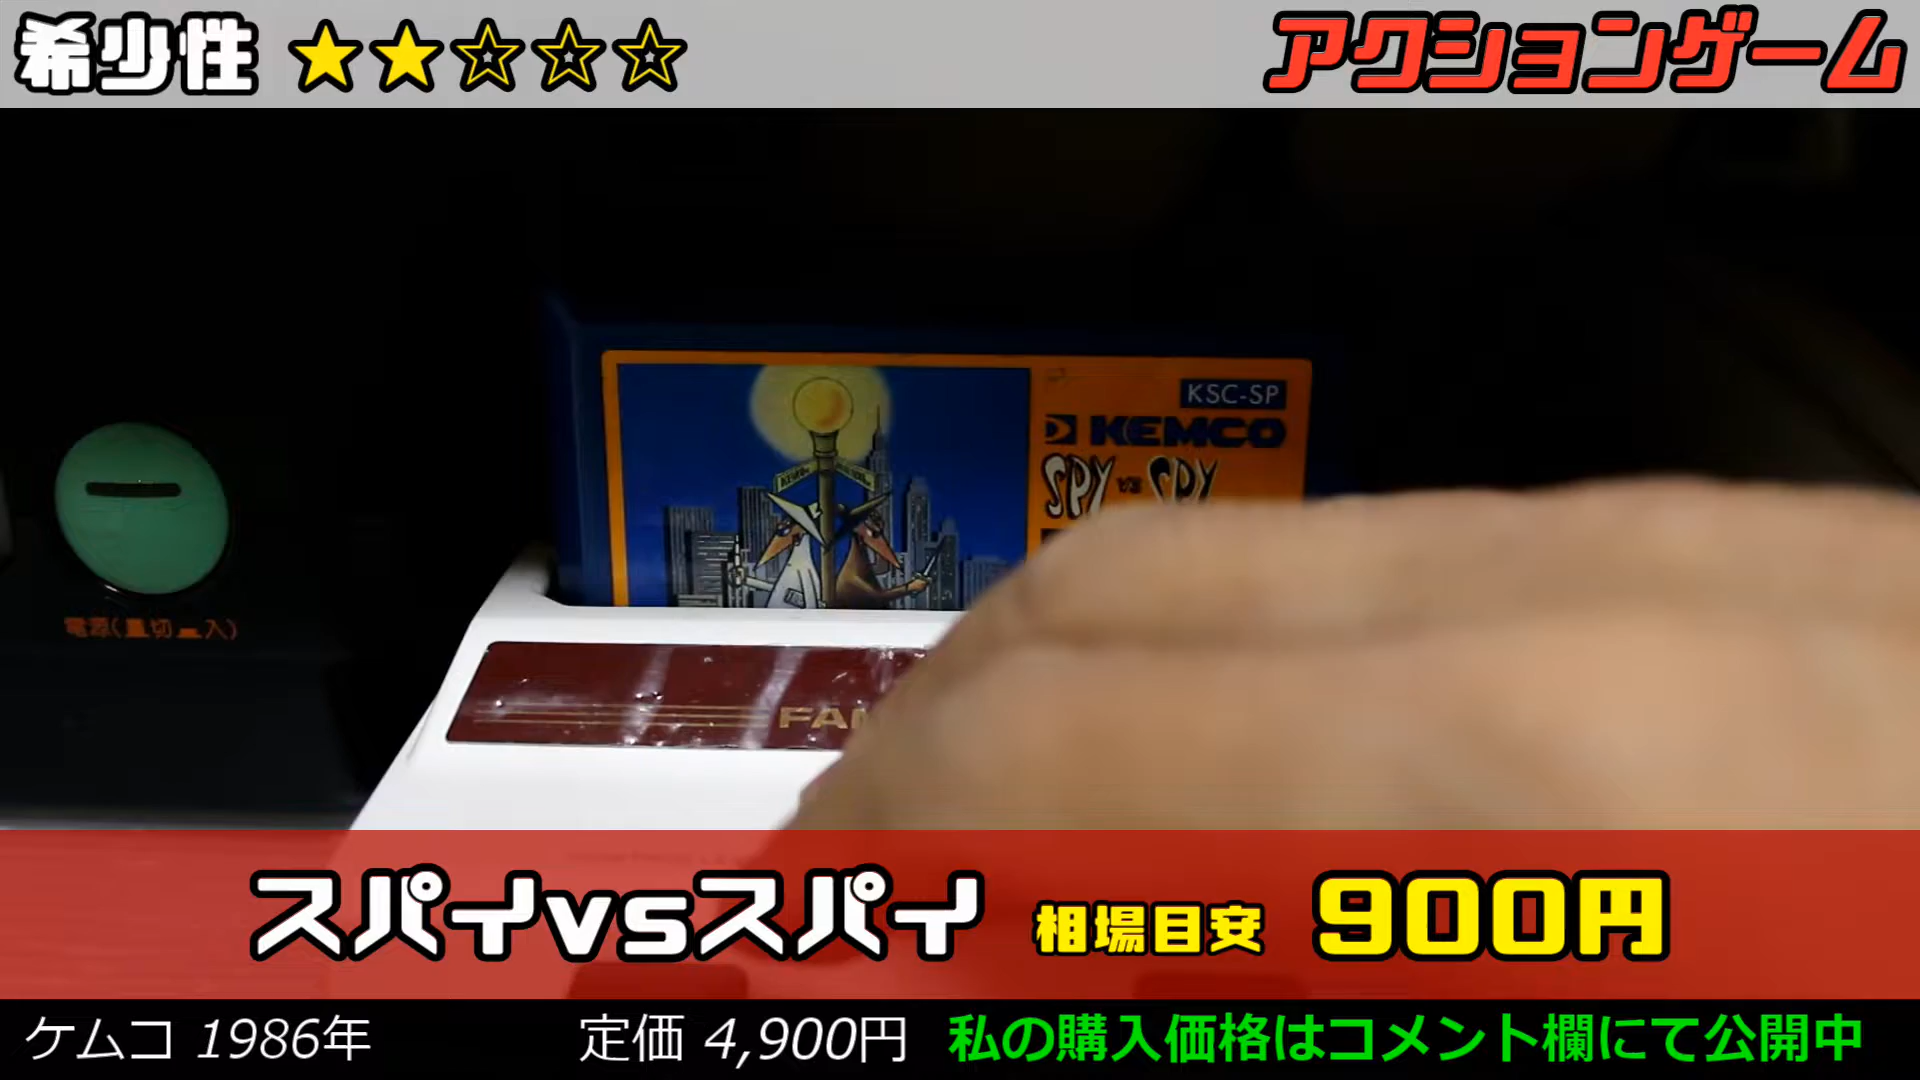 希少性 ★★☆☆☆
アクションゲーム
KSC-SP
KEMCO
SPY vs SPY
電源(切 入)
スパイvsスパイ 相場目安 900円
ケムコ 1986年 定価 4,900円 私の購入価格はコメント欄にて公開中